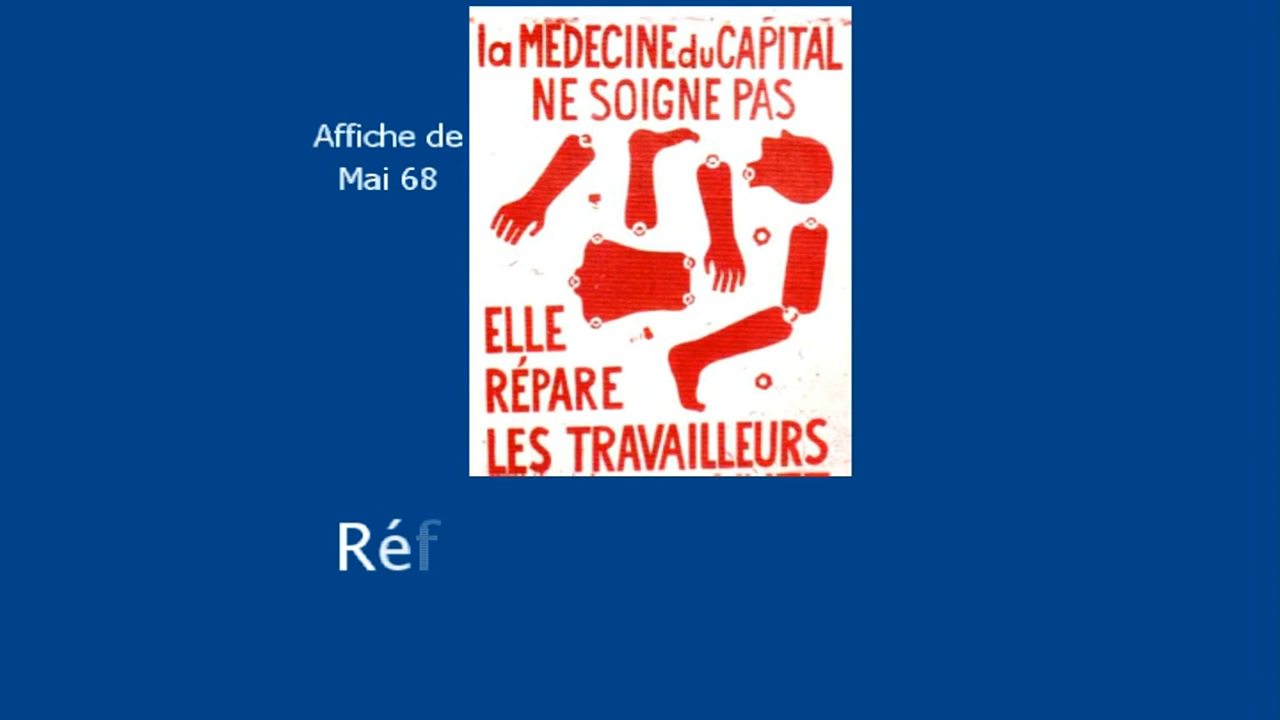 Affiche de
Mai 68
la MEDECINE du CAPITAL
NE SOIGNE PAS
ELLE
RÉPARE
LES TRAVAILLEURS
Réf